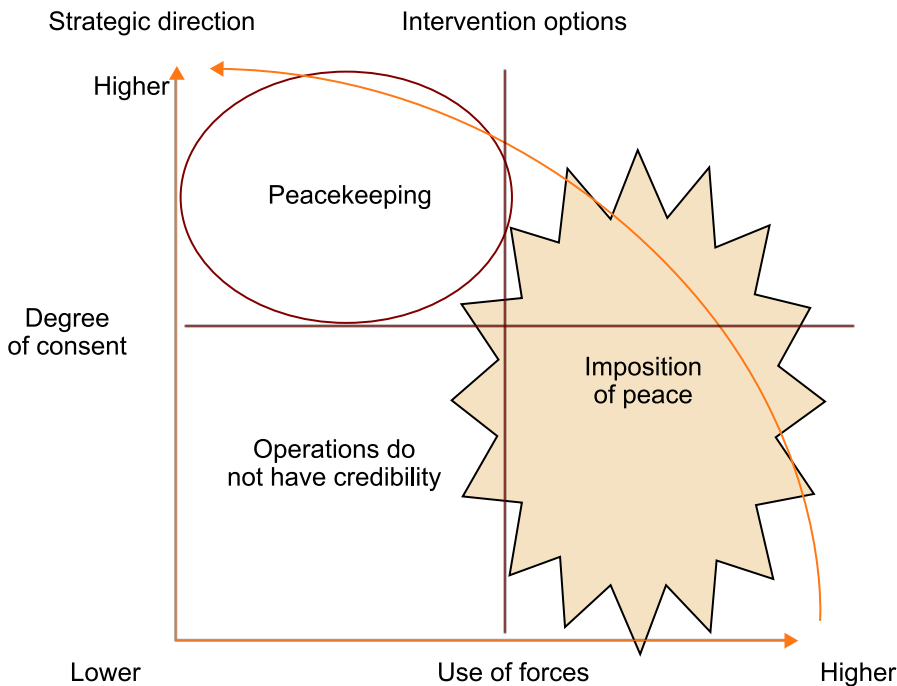 Strategic direction
Intervention options
Higher
Peacekeeping
Degree
of consent
Imposition
of peace
Operations do
not have credibility
Lower
Use of forces
Higher